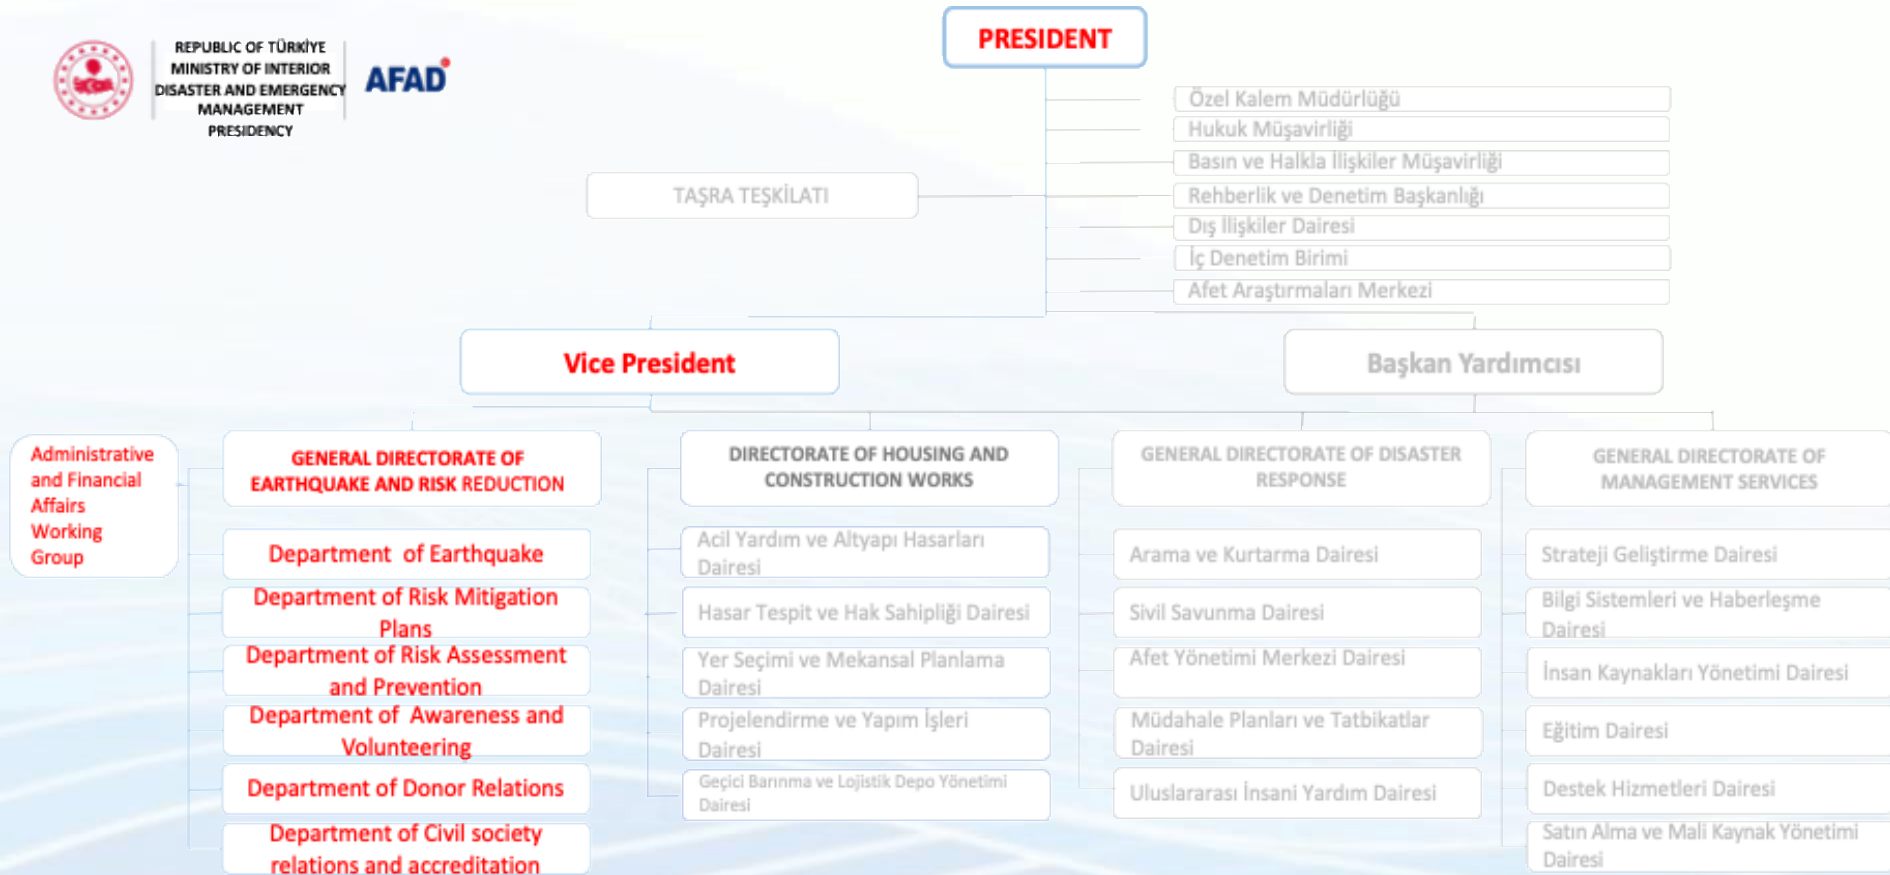 REPUBLIC OF TÜRKİYE
MINISTRY OF INTERIOR
DISASTER AND EMERGENCY
MANAGEMENT
PRESIDENCY
AFAD
PRESIDENT
Özel Kalem Müdürlüğü
Hukuk Müşavirliği
Basın ve Halkla İlişkiler Müşavirliği
TAŞRA TEŞKİLATI
Rehberlik ve Denetim Başkanlığı
Dış İlişkiler Dairesi
İç Denetim Birimi
Afet Araştırmaları Merkezi
Vice President
Başkan Yardımcısı
Administrative
and Financial
Affairs
Working
Group
GENERAL DIRECTORATE OF
EARTHQUAKE AND RISK REDUCTION
Department  of Earthquake
Department of Risk Mitigation
Plans
Department of Risk Assessment
and Prevention
Department of  Awareness and
Volunteering
Department of Donor Relations
Department of Civil society
relations and accreditation
DIRECTORATE OF HOUSING AND
CONSTRUCTION WORKS
Acil Yardım ve Altyapı Hasarları
Dairesi
Hasar Tespit ve Hak Sahipliği Dairesi
Yer Seçimi ve Mekansal Planlama
Dairesi
Projelendirme ve Yapım İşleri
Dairesi
Geçici Barınma ve Lojistik Depo Yönetimi
Dairesi
GENERAL DIRECTORATE OF DISASTER
RESPONSE
Arama ve Kurtarma Dairesi
Sivil Savunma Dairesi
Afet Yönetimi Merkezi Dairesi
Müdahale Planları ve Tatbikatlar
Dairesi
Uluslararası İnsani Yardım Dairesi
GENERAL DIRECTORATE OF
MANAGEMENT SERVICES
Strateji Geliştirme Dairesi
Bilgi Sistemleri ve Haberleşme
Dairesi
İnsan Kaynakları Yönetimi Dairesi
Eğitim Dairesi
Destek Hizmetleri Dairesi
Satın Alma ve Mali Kaynak Yönetimi
Dairesi